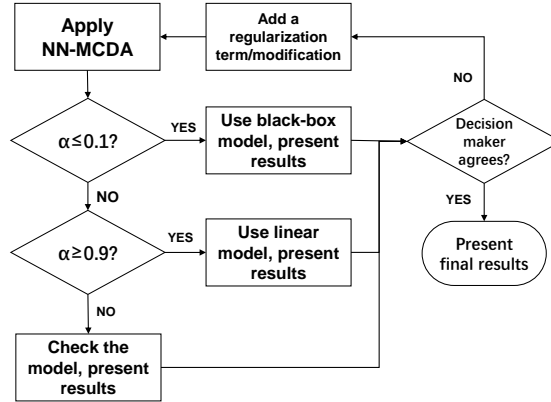 Apply
NN-MCDA
Add a
regularization
term/modification
NO
α≤0.1?
YES
Use black-box
model, present
results
Decision
maker
agrees?
NO
YES
α≥0.9?
YES
Use linear
model, present
results
Present
final results
NO
Check the
model, present
results